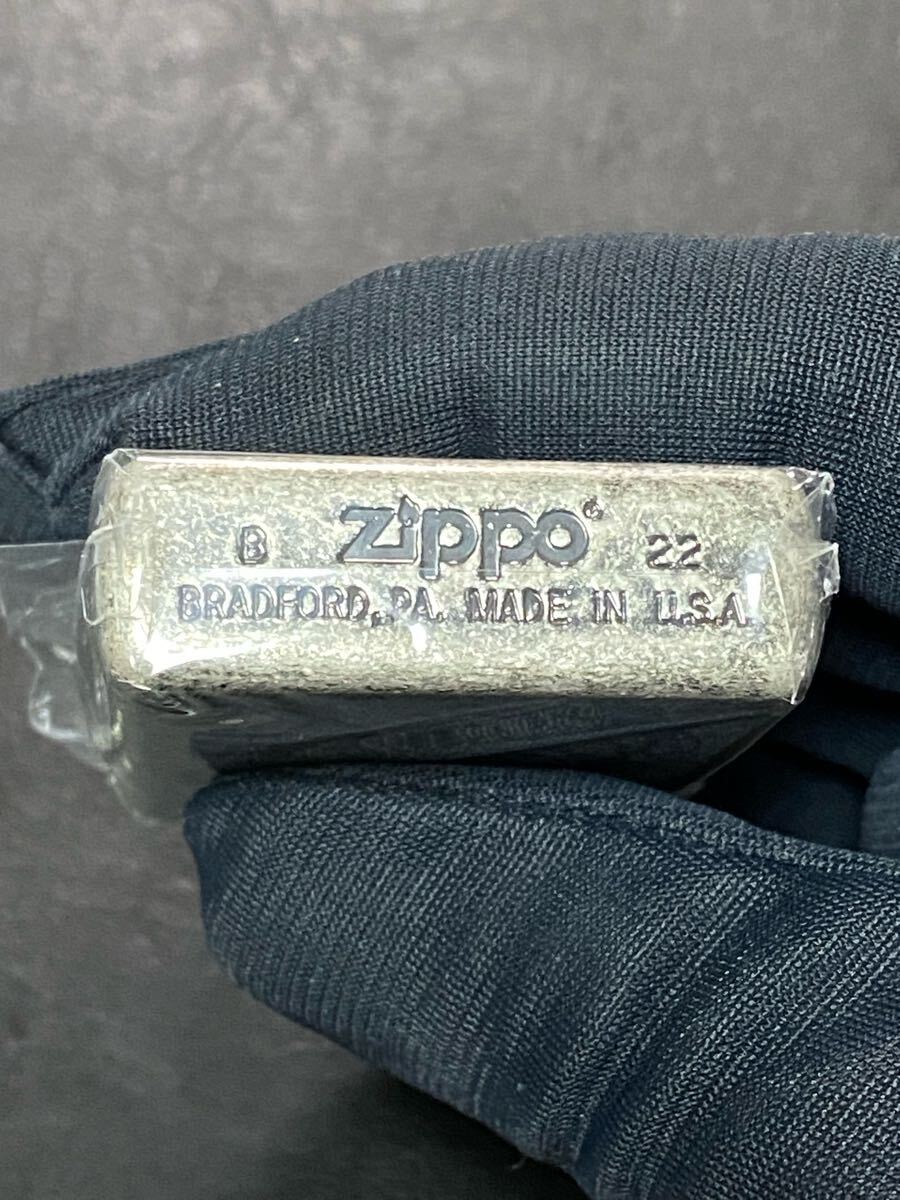 B Zippo® 22
BRADFORD, PA. MADE IN U.S.A.